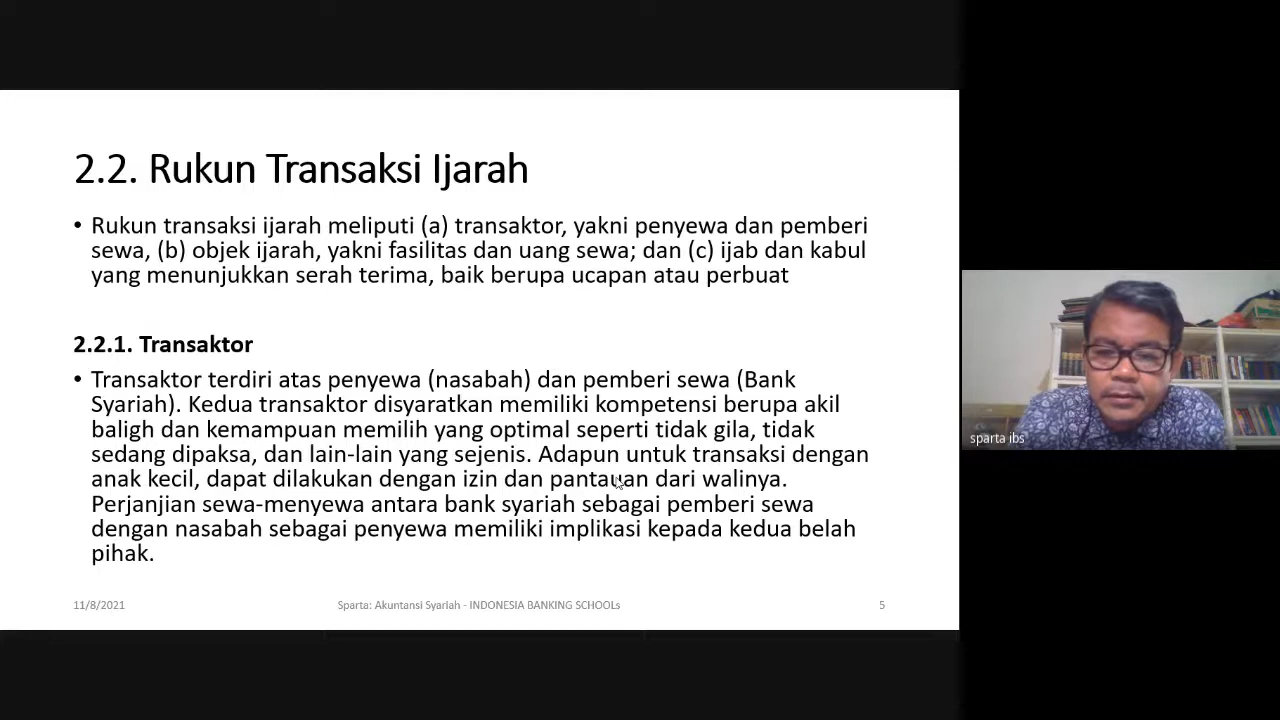 2.2. Rukun Transaksi Ijarah
• Rukun transaksi ijarah meliputi (a) transaktor, yakni penyewa dan pemberi
sewa, (b) objek ijarah, yakni fasilitas dan uang sewa; dan (c) ijab dan kabul
yang menunjukkan serah terima, baik berupa ucapan atau perbuat
2.2.1. Transaktor
• Transaktor terdiri atas penyewa (nasabah) dan pemberi sewa (Bank
Syariah). Kedua transaktor disyaratkan memiliki kompetensi berupa akil
baligh dan kemampuan memilih yang optimal seperti tidak gila, tidak
sedang dipaksa, dan lain-lain yang sejenis. Adapun untuk transaksi dengan
anak kecil, dapat dilakukan dengan izin dan pantauan dari walinya.
Perjanjian sewa-menyewa antara bank syariah sebagai pemberi sewa
dengan nasabah sebagai penyewa memiliki implikasi kepada kedua belah
pihak.
11/8/2021
Sparta: Akuntansi Syariah - INDONESIA BANKING SCHOOLs
5
sparta ibs